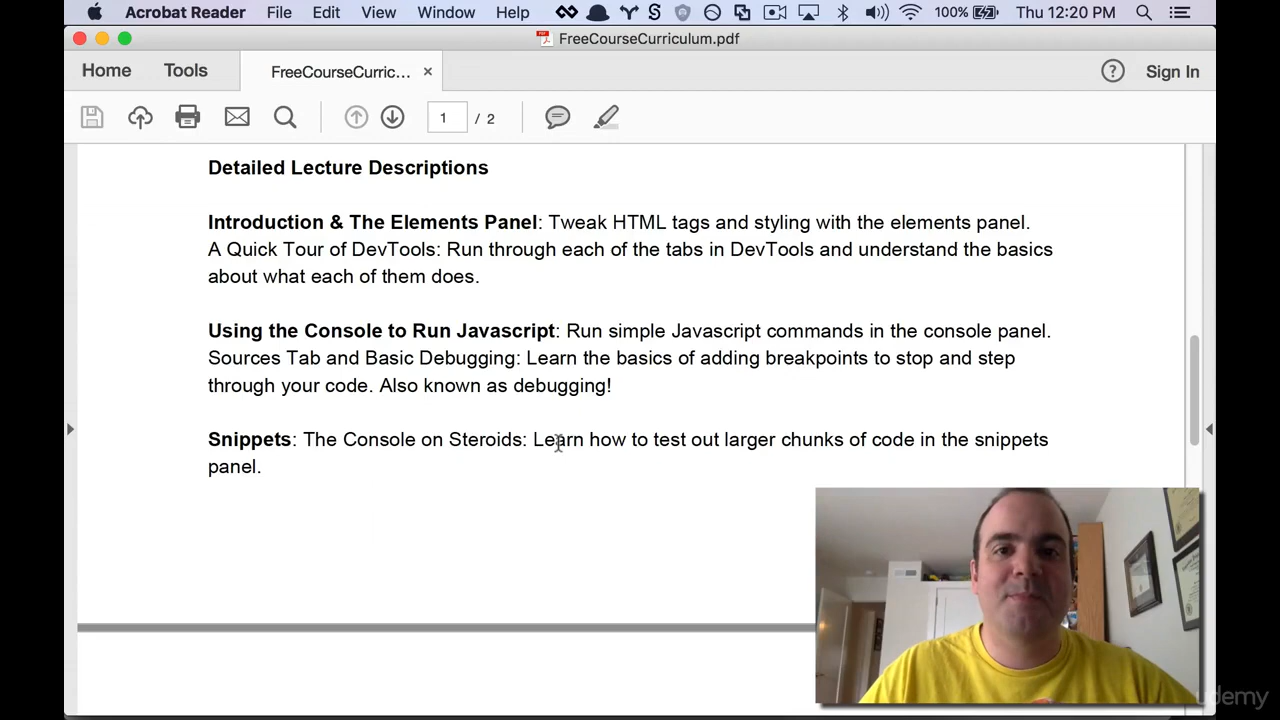 Acrobat Reader File Edit View Window Help 100% Thu 12:20 PM
FreeCourseCurriculum.pdf
Home Tools FreeCourseCurric... × ? Sign In
1 / 2
Detailed Lecture Descriptions
Introduction & The Elements Panel: Tweak HTML tags and styling with the elements panel.
A Quick Tour of DevTools: Run through each of the tabs in DevTools and understand the basics
about what each of them does.
Using the Console to Run Javascript: Run simple Javascript commands in the console panel.
Sources Tab and Basic Debugging: Learn the basics of adding breakpoints to stop and step
through your code. Also known as debugging!
Snippets: The Console on Steroids: Learn how to test out larger chunks of code in the snippets
panel.
udemy